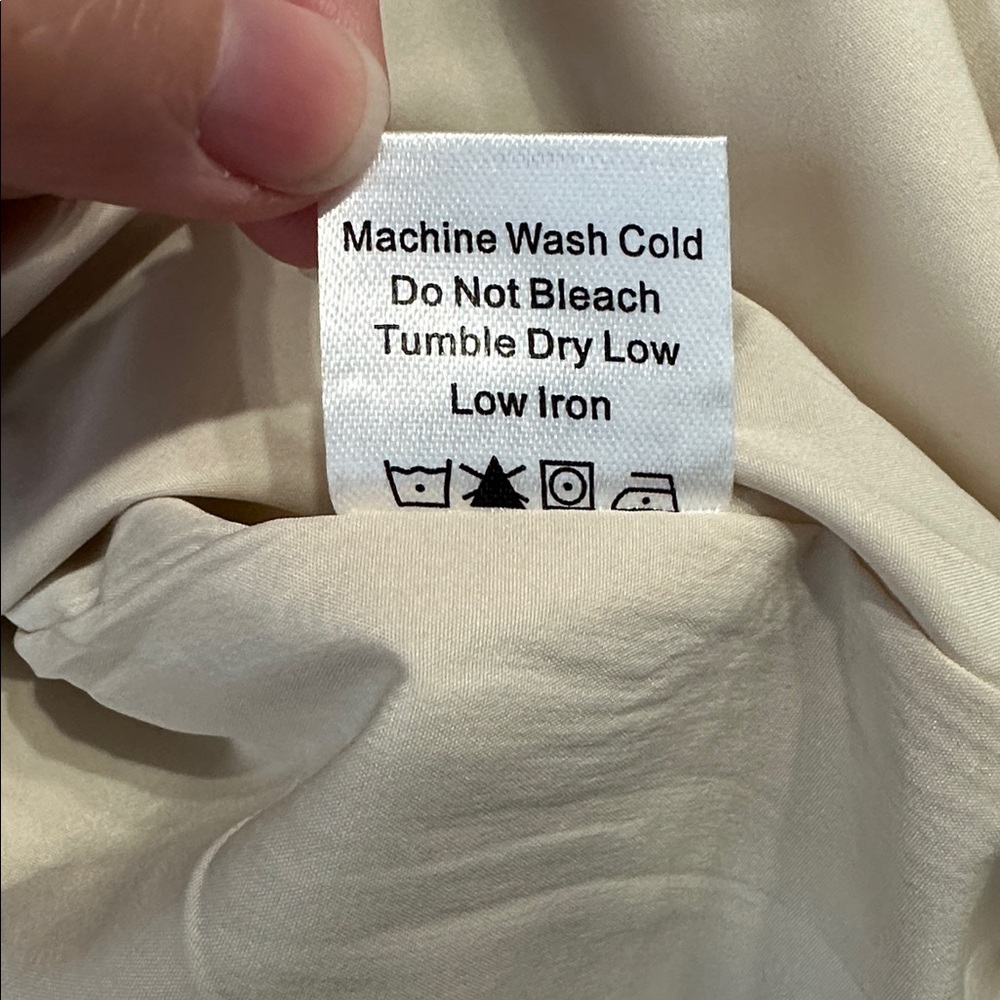 Machine Wash Cold
Do Not Bleach
Tumble Dry Low
Low Iron